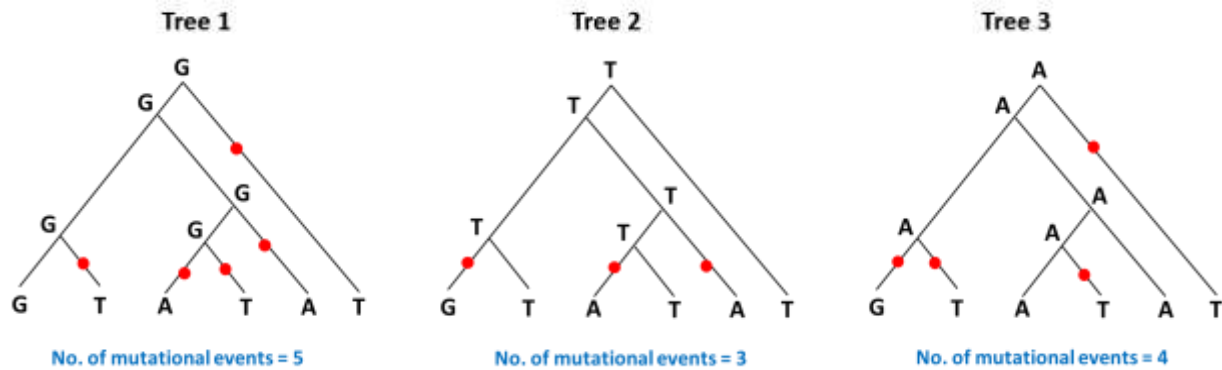 Tree 1
Tree 2
Tree 3
G
T
A
G
T
A
G
T
A
G
T
A
G
T
A
G
T
A
G T A T A T
G T A T A T
G T A T A T
No. of mutational events = 5
No. of mutational events = 3
No. of mutational events = 4